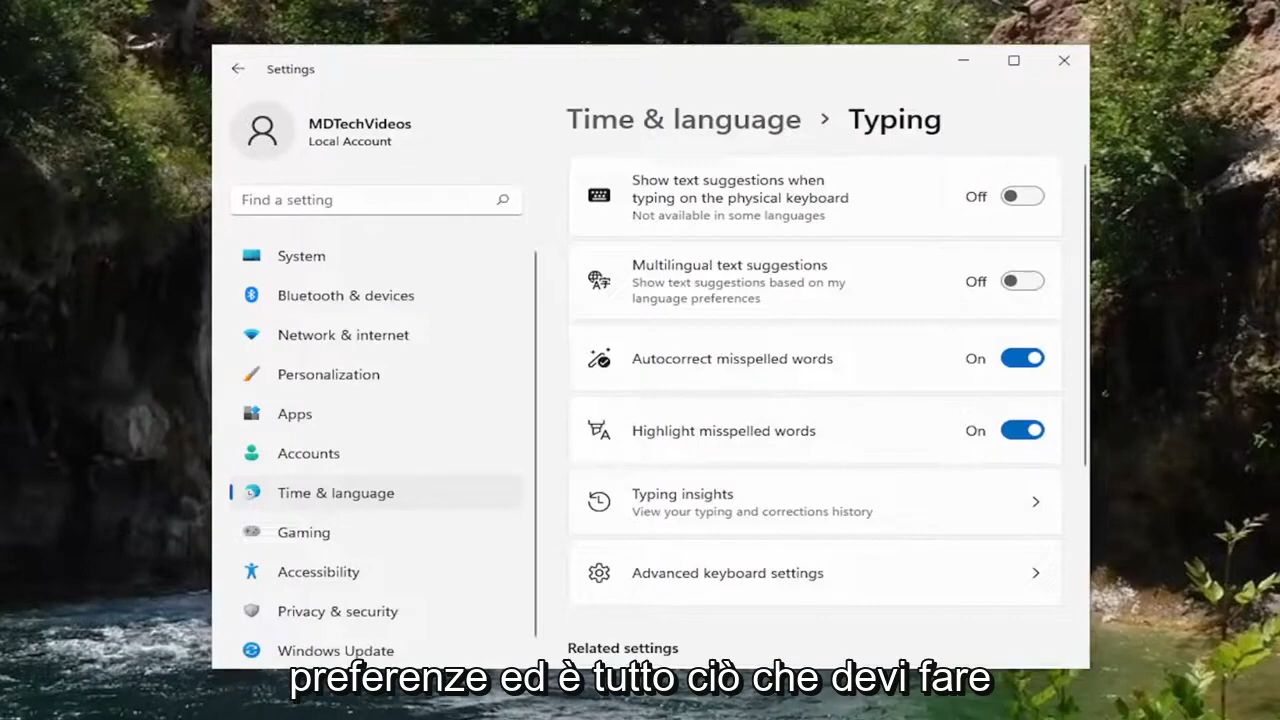 Settings
MDTechVideos
Local Account
Find a setting
System
Bluetooth & devices
Network & internet
Personalization
Apps
Accounts
Time & language
Gaming
Accessibility
Privacy & security
Windows Update
Time & language > Typing
Show text suggestions when
typing on the physical keyboard
Not available in some languages
Off
Multilingual text suggestions
Show text suggestions based on my
language preferences
Off
Autocorrect misspelled words
On
Highlight misspelled words
On
Typing insights
View your typing and corrections history
Advanced keyboard settings
Related settings
preferenze ed è tutto ciò che devi fare